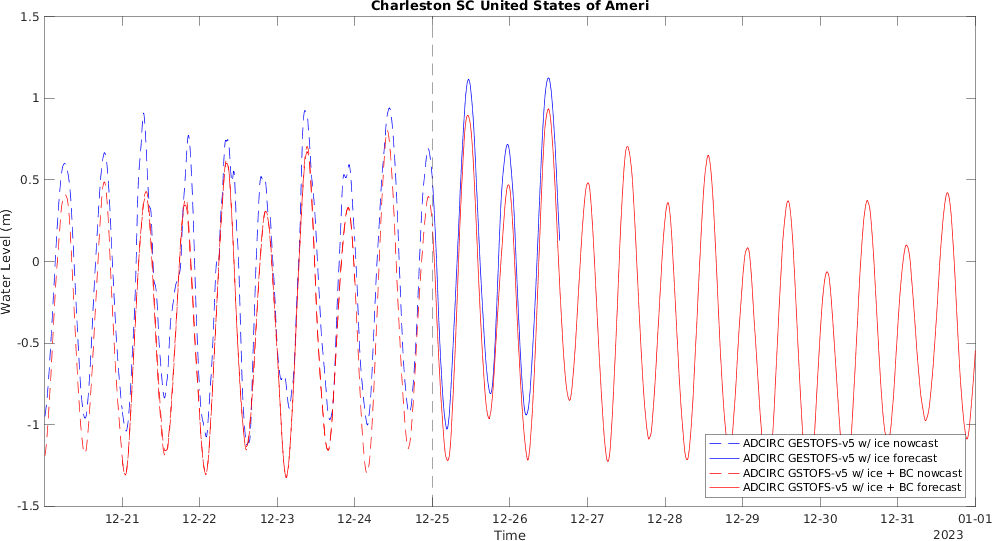 Charleston SC United States of Ameri
1.5
1
0.5
0
-0.5
-1
-1.5
Water Level (m)
12-21
12-22
12-23
12-24
12-25
12-26
12-27
12-28
12-29
12-30
12-31
01-01
2023
Time
ADCIRC GESTOFS-v5 w/ ice nowcast
ADCIRC GESTOFS-v5 w/ ice forecast
ADCIRC GSTOFS-v5 w/ ice + BC nowcast
ADCIRC GSTOFS-v5 w/ ice + BC forecast